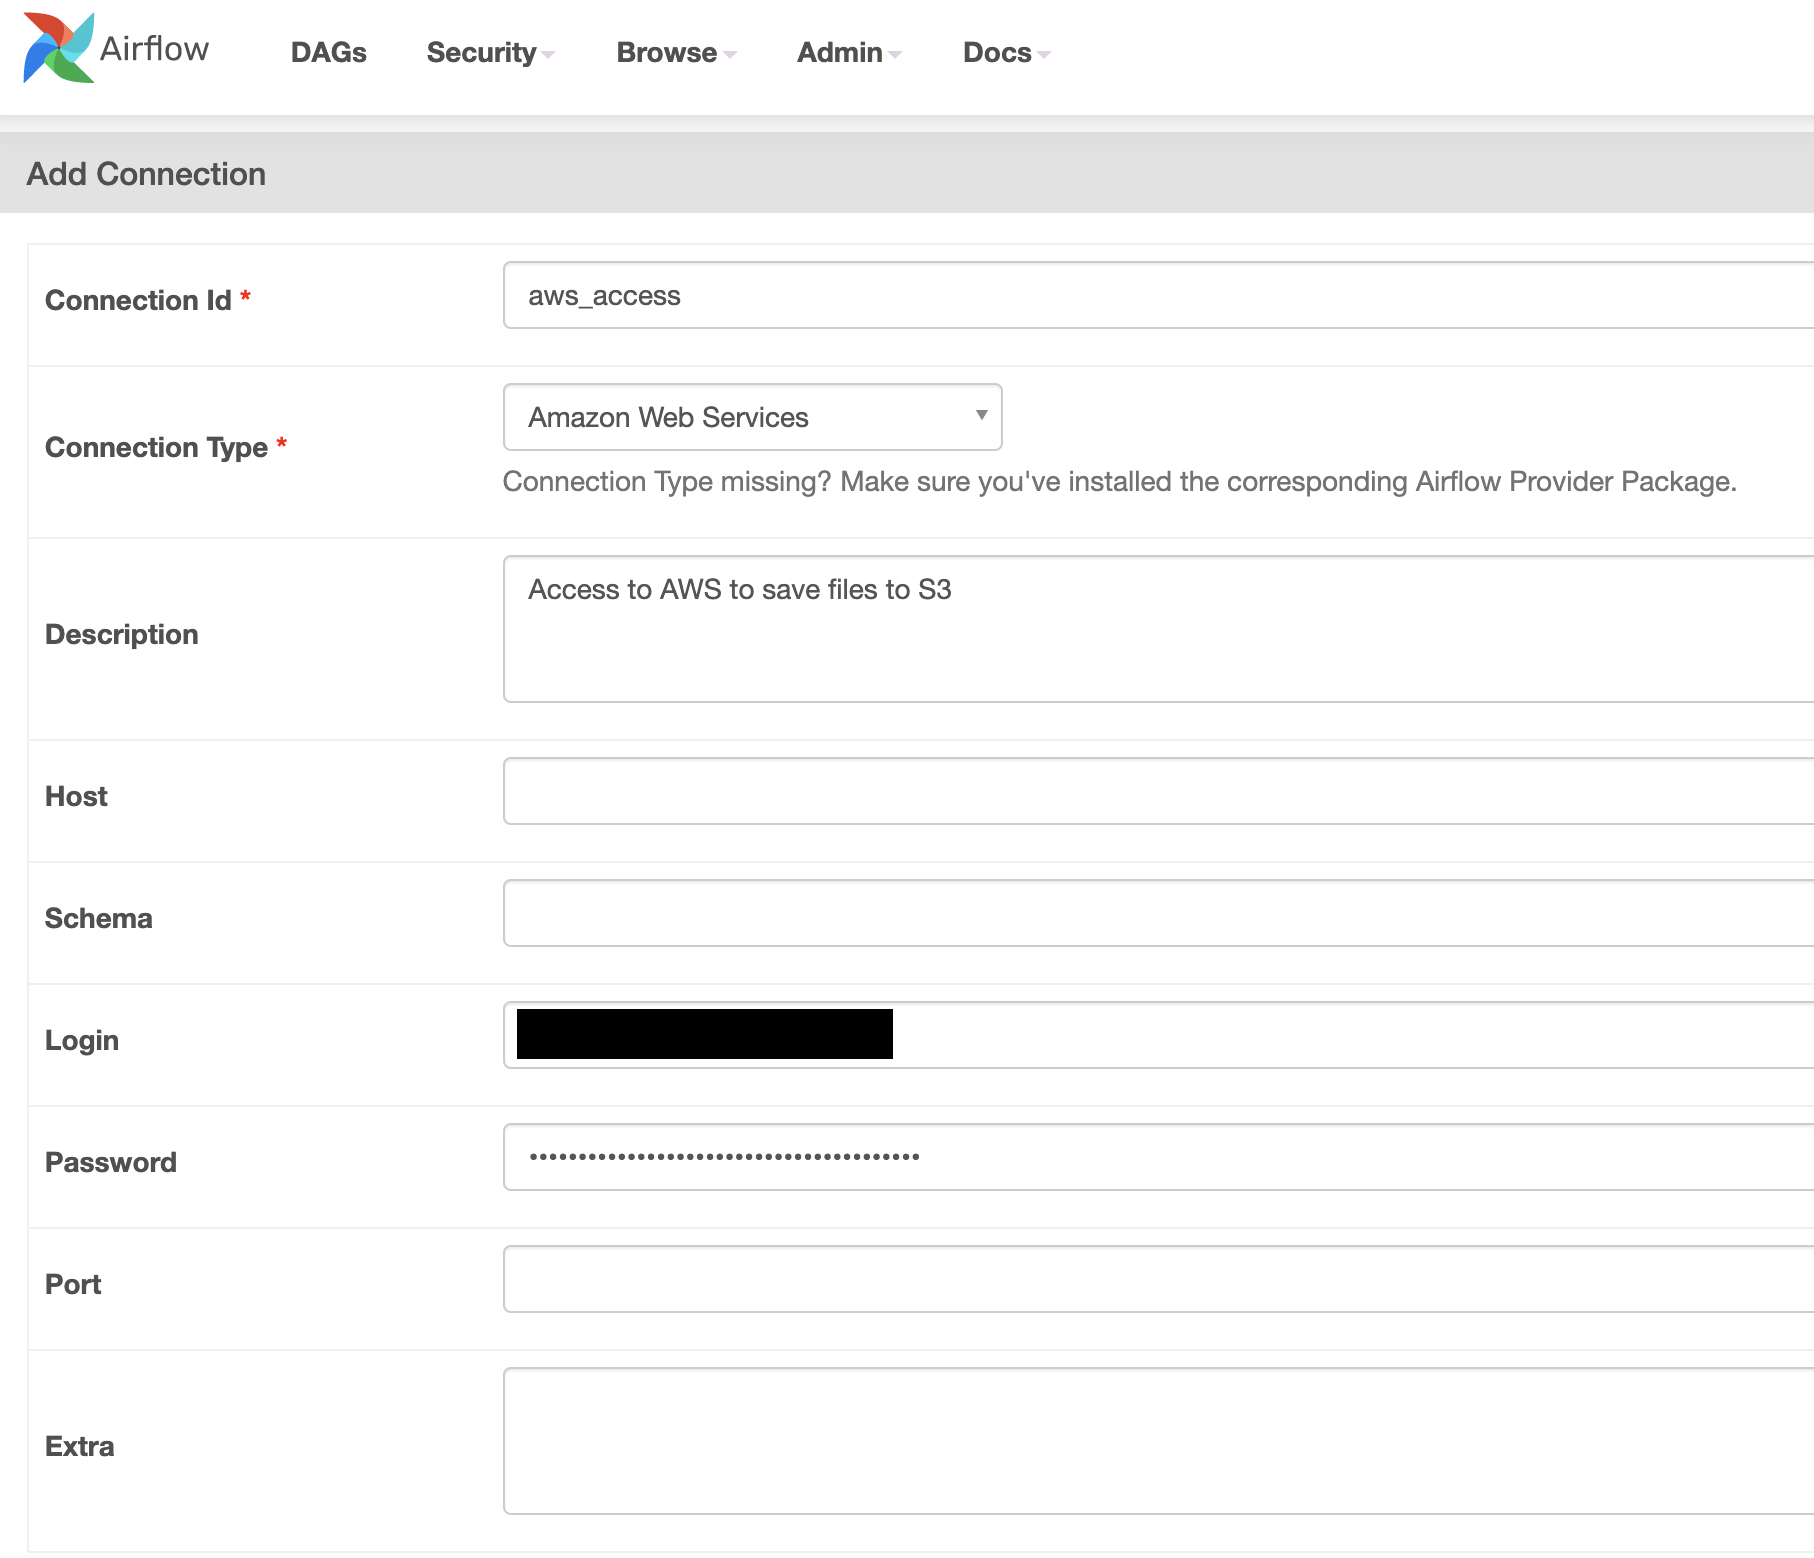 Airflow DAGs Security Browse Admin Docs
Add Connection
Connection Id * aws_access
Connection Type * Amazon Web Services
Connection Type missing? Make sure you've installed the corresponding Airflow Provider Package.
Description Access to AWS to save files to S3
Host
Schema
Login
Password ••••••••••••••••••••••••••••••••••••••••
Port
Extra